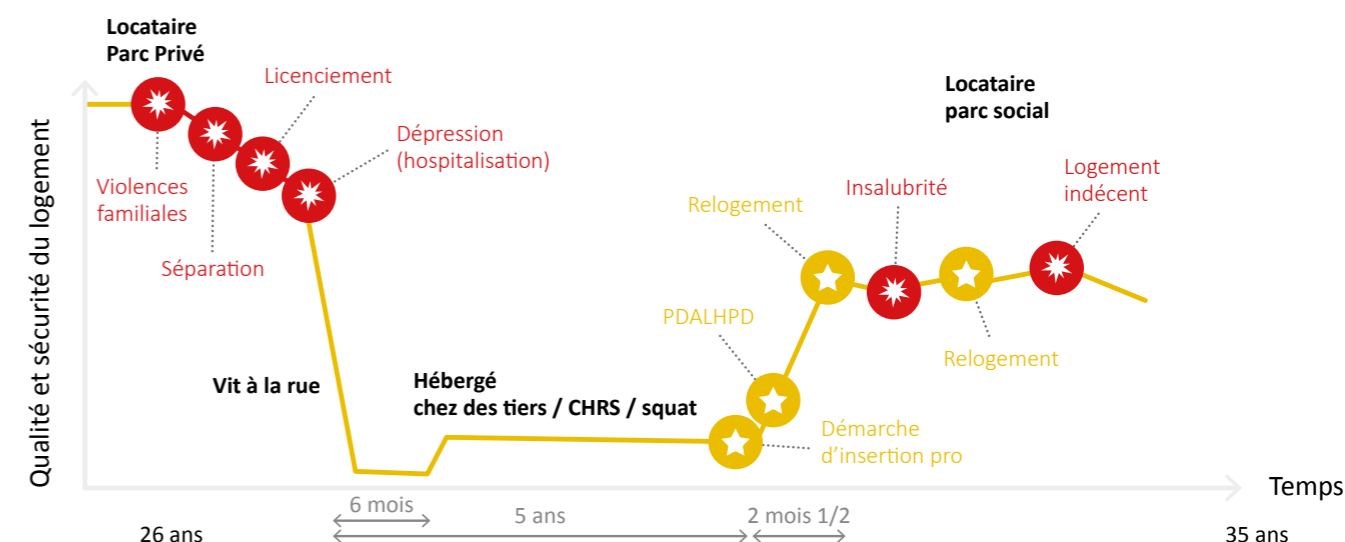 Locataire
Parc Privé
Licenciement
Locataire
parc social
Dépression
(hospitalisation)
Violences
familiales
Séparation
Relogement
Insalubrité
Logement
indécent
Qualité et sécurité du logement
PDALHPD
Relogement
Vit à la rue
Hébergé
chez des tiers / CHRS / squat
Démarche
d’insertion pro
Temps
6 mois
5 ans
2 mois 1/2
26 ans
35 ans